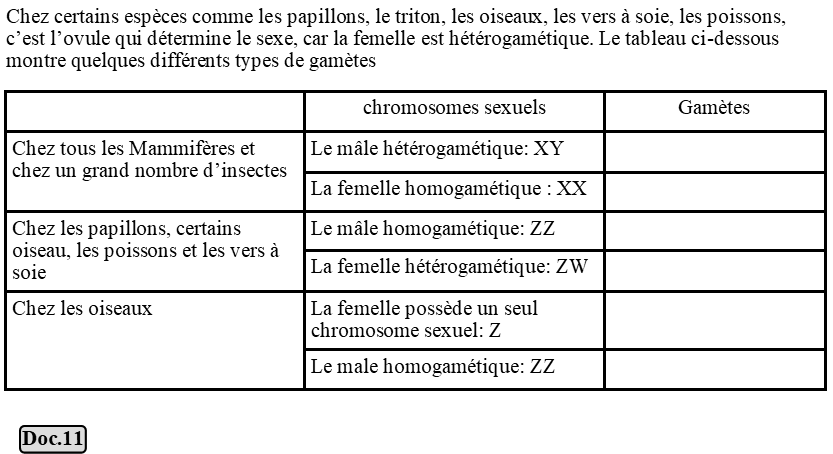 Chez certains espèces comme les papillons, le triton, les oiseaux, les vers à soie, les poissons,
c’est l’ovule qui détermine le sexe, car la femelle est hétérogamétique. Le tableau ci-dessous
montre quelques différents types de gamètes
chromosomes sexuels
Gamètes
Chez tous les Mammifères et
chez un grand nombre d’insectes
Le mâle hétérogamétique: XY
La femelle homogamétique : XX
Chez les papillons, certains
oiseau, les poissons et les vers à
soie
Le mâle homogamétique: ZZ
La femelle hétérogamétique: ZW
Chez les oiseaux
La femelle possède un seul
chromosome sexuel: Z
Le male homogamétique: ZZ
Doc.11